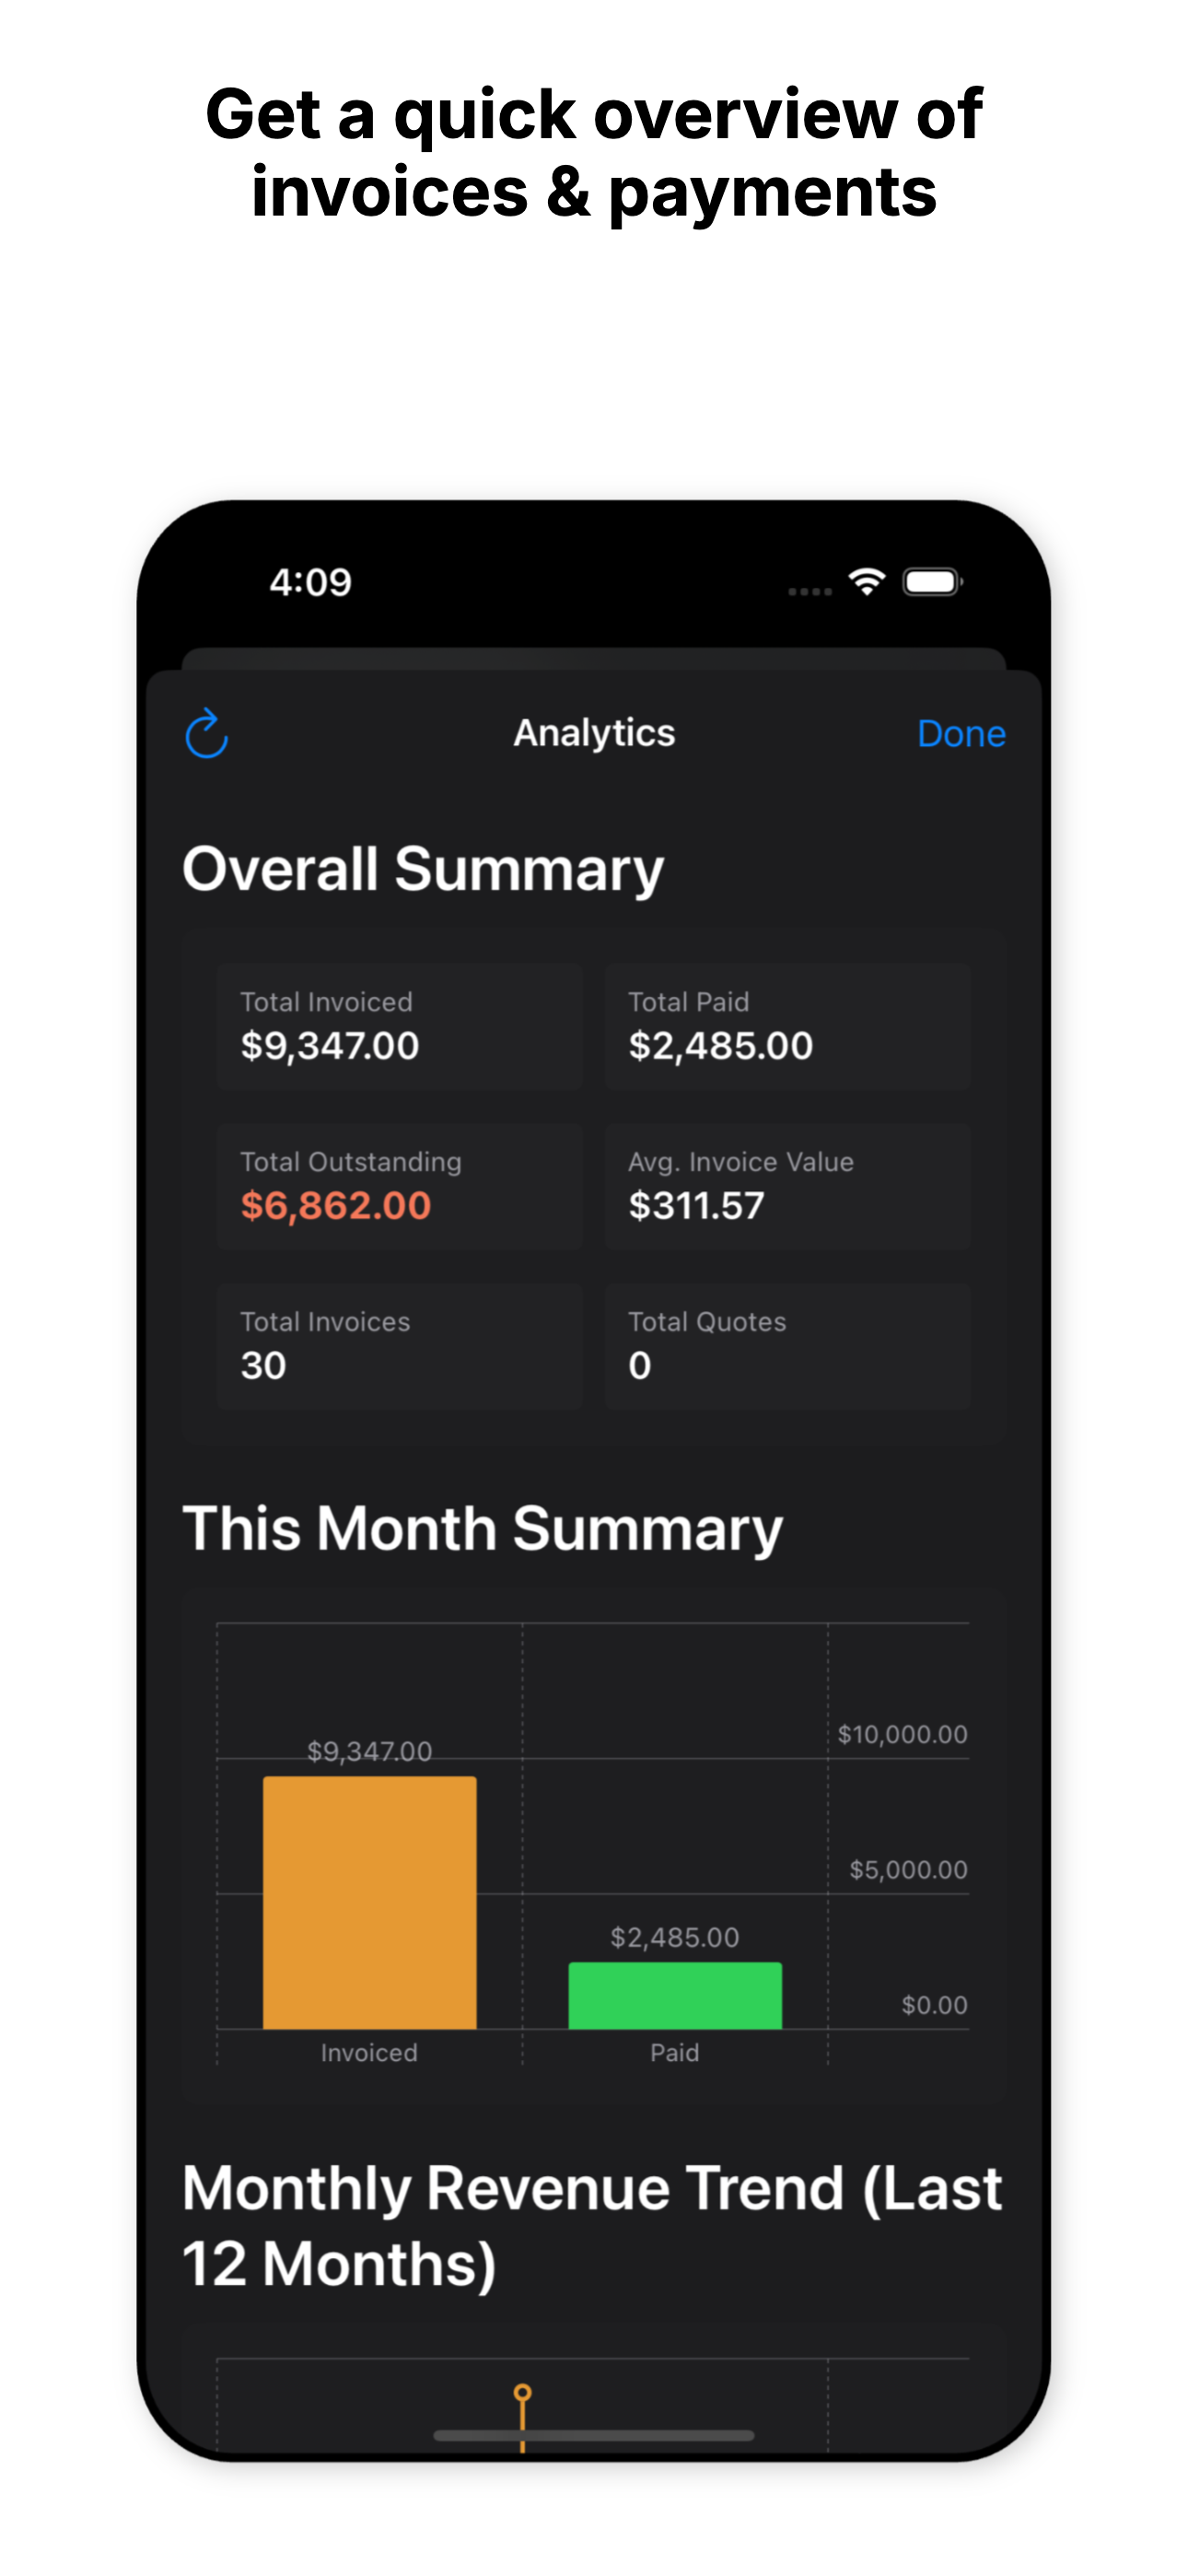 Get a quick overview of
invoices & payments
4:09
Analytics
Done
Overall Summary
Total Invoiced
$9,347.00
Total Paid
$2,485.00
Total Outstanding
$6,862.00
Avg. Invoice Value
$311.57
Total Invoices
30
Total Quotes
0
This Month Summary
$10,000.00
$9,347.00
$5,000.00
$2,485.00
$0.00
Invoiced
Paid
Monthly Revenue Trend (Last
12 Months)